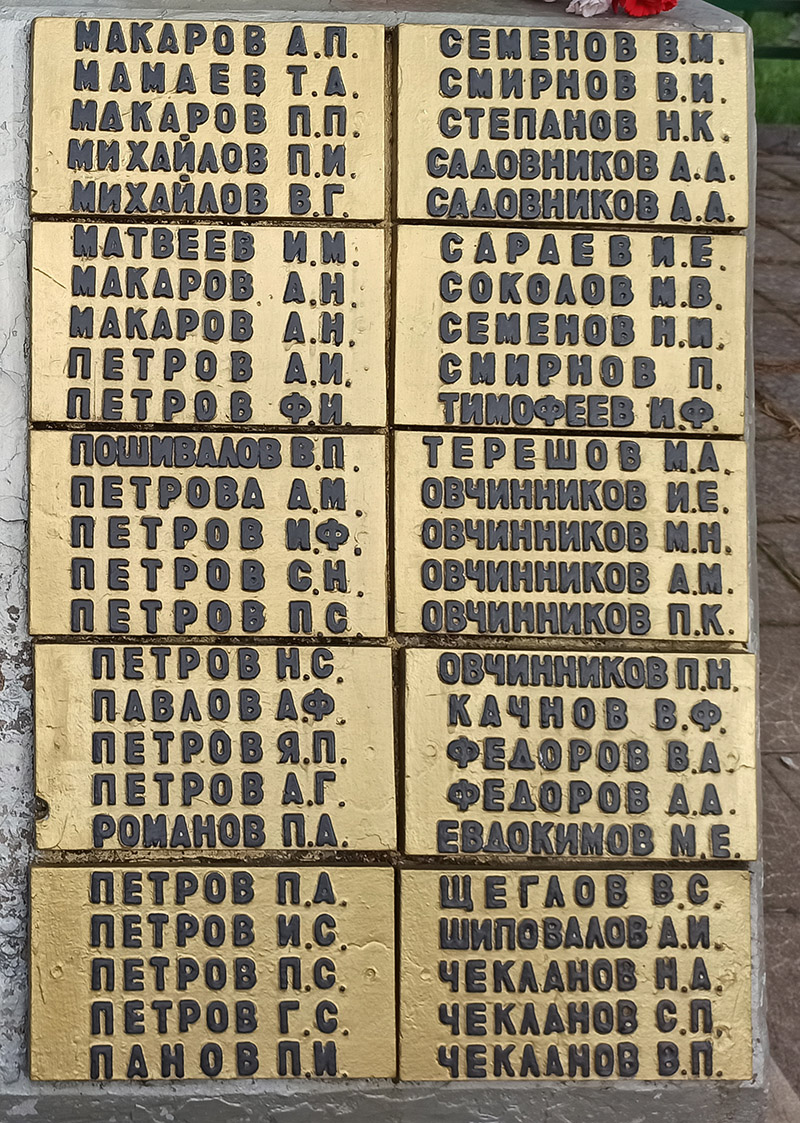 МАКАРОВ А.П.
МАМАЕВ Т.А.
МАКАРОВ П.П.
МИХАЙЛОВ П.И.
МИХАЙЛОВ В.Г.
МАТВЕЕВ И.М.
МАКАРОВ А.Н.
МАКАРОВ А.Н.
ПЕТРОВ А.И.
ПЕТРОВ Ф.И.
ПОШИВАЛОВ В.П.
ПЕТРОВА А.М.
ПЕТРОВ И.Ф.
ПЕТРОВ С.Н.
ПЕТРОВ П.С.
ПЕТРОВ Н.С.
ПАВЛОВ А.Ф.
ПЕТРОВ Я.П.
ПЕТРОВ А.Г.
РОМАНОВ П.А.
ПЕТРОВ П.А.
ПЕТРОВ И.С.
ПЕТРОВ П.С.
ПЕТРОВ Г.С.
ПАНОВ П.И.
СЕМЕНОВ В.М.
СМИРНОВ В.И.
СТЕПАНОВ Н.К.
САДОВНИКОВ А.А.
САДОВНИКОВ А.А.
САРАЕВ И.Е.
СОКОЛОВ М.В.
СЕМЕНОВ Н.И.
СМИРНОВ П.
ТИМОФЕЕВ И.Ф.
ТЕРЕШОВ М.А.
ОВЧИННИКОВ И.Е.
ОВЧИННИКОВ М.Н.
ОВЧИННИКОВ А.М.
ОВЧИННИКОВ П.К.
ОВЧИННИКОВ П.Н.
КАЧНОВ В.Ф.
ФЕДОРОВ В.А.
ФЕДОРОВ А.А.
ЕВДОКИМОВ М.Е.
ЩЕГЛОВ В.С.
ШИПОВАЛОВ А.И.
ЧЕКЛАНОВ Н.А.
ЧЕКЛАНОВ С.П.
ЧЕКЛАНОВ В.П.